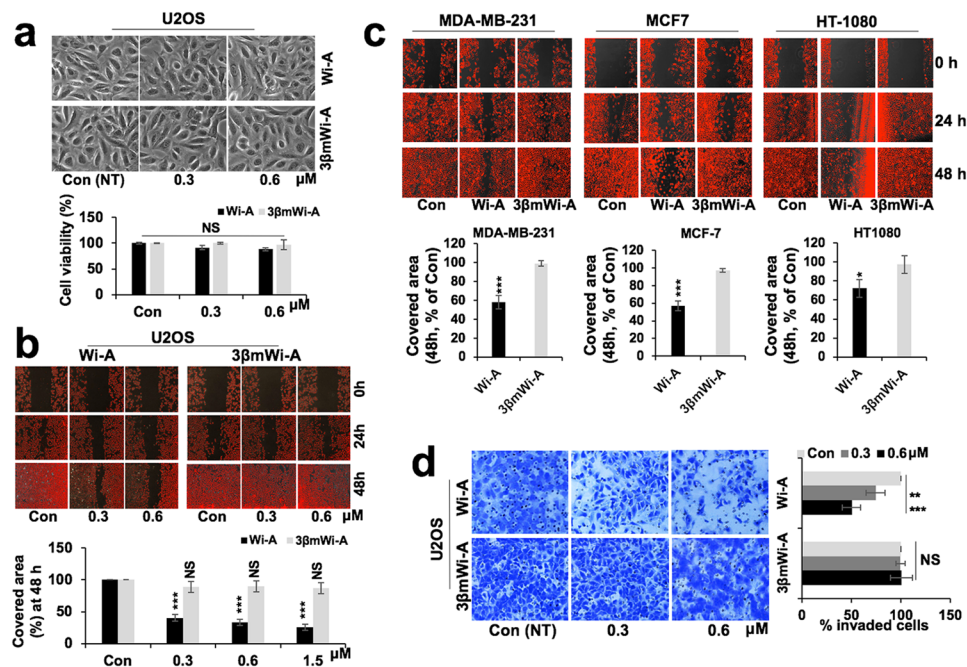 a
U2OS
Wi-A
3βmWi-A
Con (NT) 0.3 0.6 μM
Wi-A 3βmWi-A
NS
Cell viability (%)
150
100
50
0
Con 0.3 0.6 μM
b
U2OS
Wi-A 3βmWi-A
0h
24h
48h
Con 0.3 0.6 Con 0.3 0.6 μM
Wi-A 3βmWi-A
Covered area
(%) at 48 h
150
100
50
0
*** NS *** NS *** NS
Con 0.3 0.6 1.5 μM
c
MDA-MB-231 MCF7 HT-1080
0 h
24 h
48 h
Con Wi-A 3βmWi-A Con Wi-A 3βmWi-A Con Wi-A 3βmWi-A
MDA-MB-231
Covered area
(48h, % of Con)
120
100
80
60
40
20
0
***
Wi-A 3βmWi-A
MCF-7
Covered area
(48h, % of Con)
120
100
80
60
40
20
0
***
Wi-A 3βmWi-A
HT1080
Covered area
(48h, % of Con)
120
100
80
60
40
20
0
*
Wi-A 3βmWi-A
d
U2OS
Wi-A
3βmWi-A
Con (NT) 0.3 0.6 μM
Con 0.3 0.6 μM
Wi-A
**
***
3βmWi-A
NS
0 50 100 150
% invaded cells